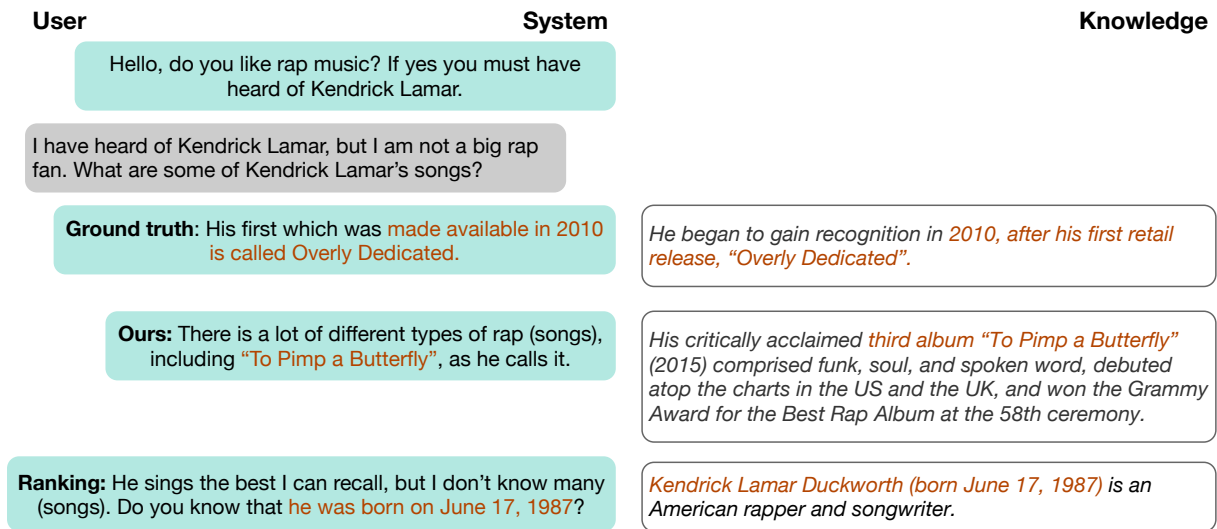 User System Knowledge
Hello, do you like rap music? If yes you must have
heard of Kendrick Lamar.
I have heard of Kendrick Lamar, but I am not a big rap
fan. What are some of Kendrick Lamar’s songs?
Ground truth: His first which was made available in 2010
is called Overly Dedicated.
He began to gain recognition in 2010, after his first retail
release, “Overly Dedicated”.
Ours: There is a lot of different types of rap (songs),
including “To Pimp a Butterfly”, as he calls it.
His critically acclaimed third album “To Pimp a Butterfly”
(2015) comprised funk, soul, and spoken word, debuted
atop the charts in the US and the UK, and won the Grammy
Award for the Best Rap Album at the 58th ceremony.
Ranking: He sings the best I can recall, but I don’t know many
(songs). Do you know that he was born on June 17, 1987?
Kendrick Lamar Duckworth (born June 17, 1987) is an
American rapper and songwriter.